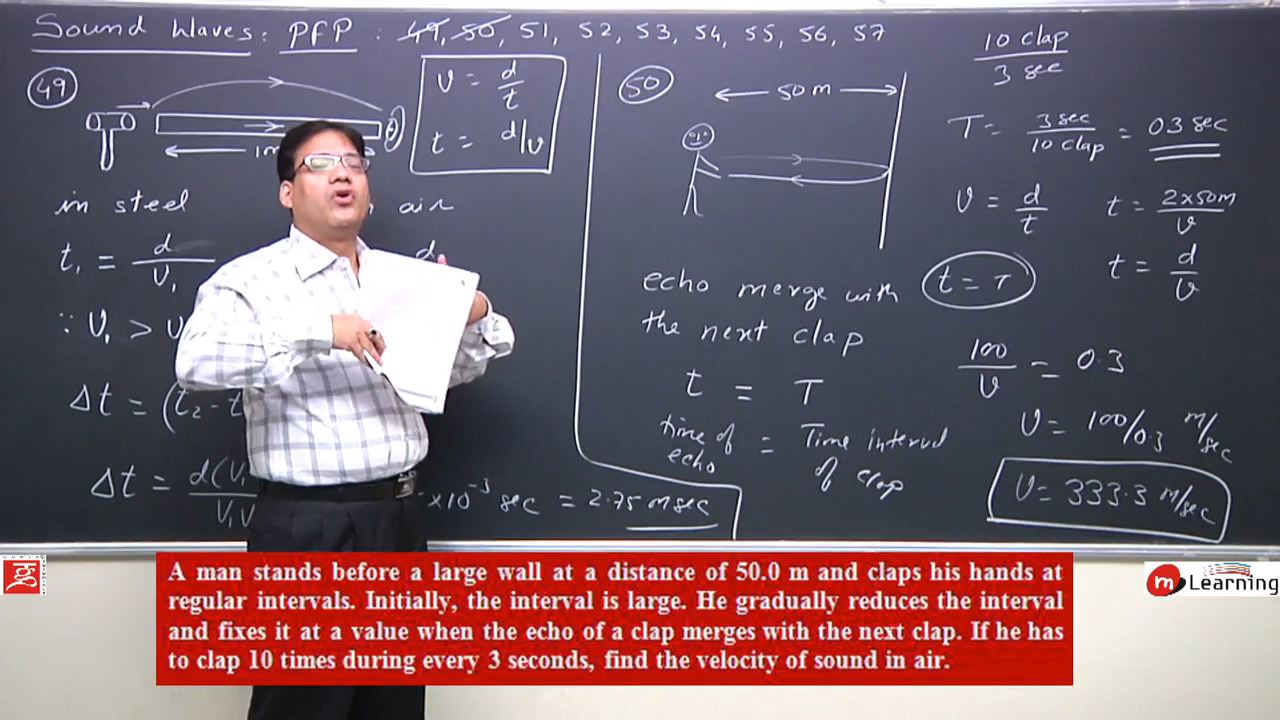 Sound Waves: PFP : 49, 50, 51, 52, 53, 54, 55, 56, 57
49
V = d/t
t = d/v
in steel
air
t₁ = d/V₁
d
∵ V₁ > V
Δt = (t₂ - t
Δt = d(V₁
V₁V
×10⁻³ sec = 2.75 msec
50
50m
echo merge with
the next clap
t = T
time of echo = Time interval of clap
10 clap / 3 sec
T = 3 sec / 10 clap = 03 sec
V = d/t
t = 2×50m / V
t = T
t = d/V
100/V = 0.3
V = 100/0.3 m/sec
V = 333.3 m/sec
A man stands before a large wall at a distance of 50.0 m and claps his hands at
regular intervals. Initially, the interval is large. He gradually reduces the interval
and fixes it at a value when the echo of a clap merges with the next clap. If he has
to clap 10 times during every 3 seconds, find the velocity of sound in air.
m Learning